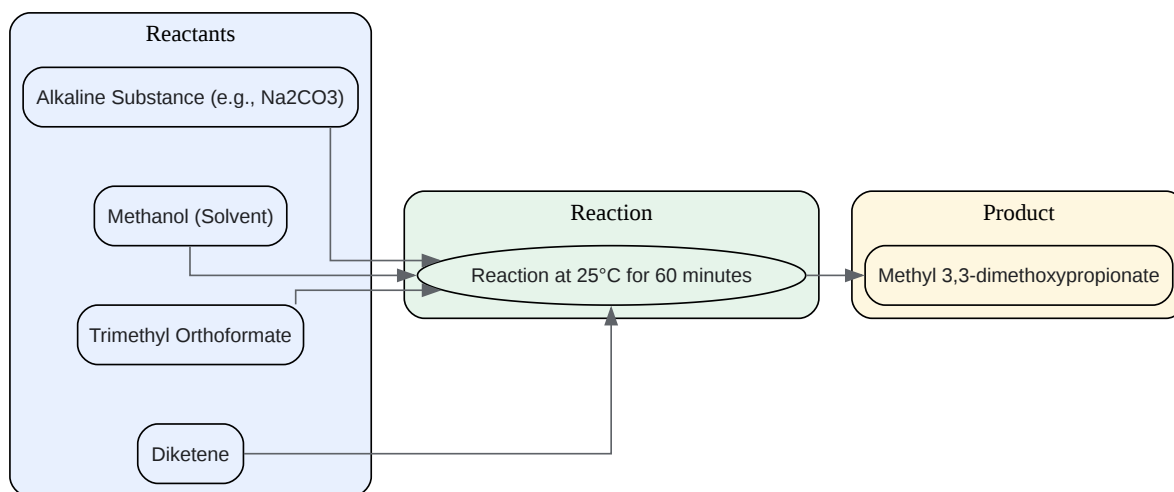 Reactants
Alkaline Substance (e.g., Na2CO3)
Methanol (Solvent)
Trimethyl Orthoformate
Diketene
Reaction
Reaction at 25°C for 60 minutes
Product
Methyl 3,3-dimethoxypropionate